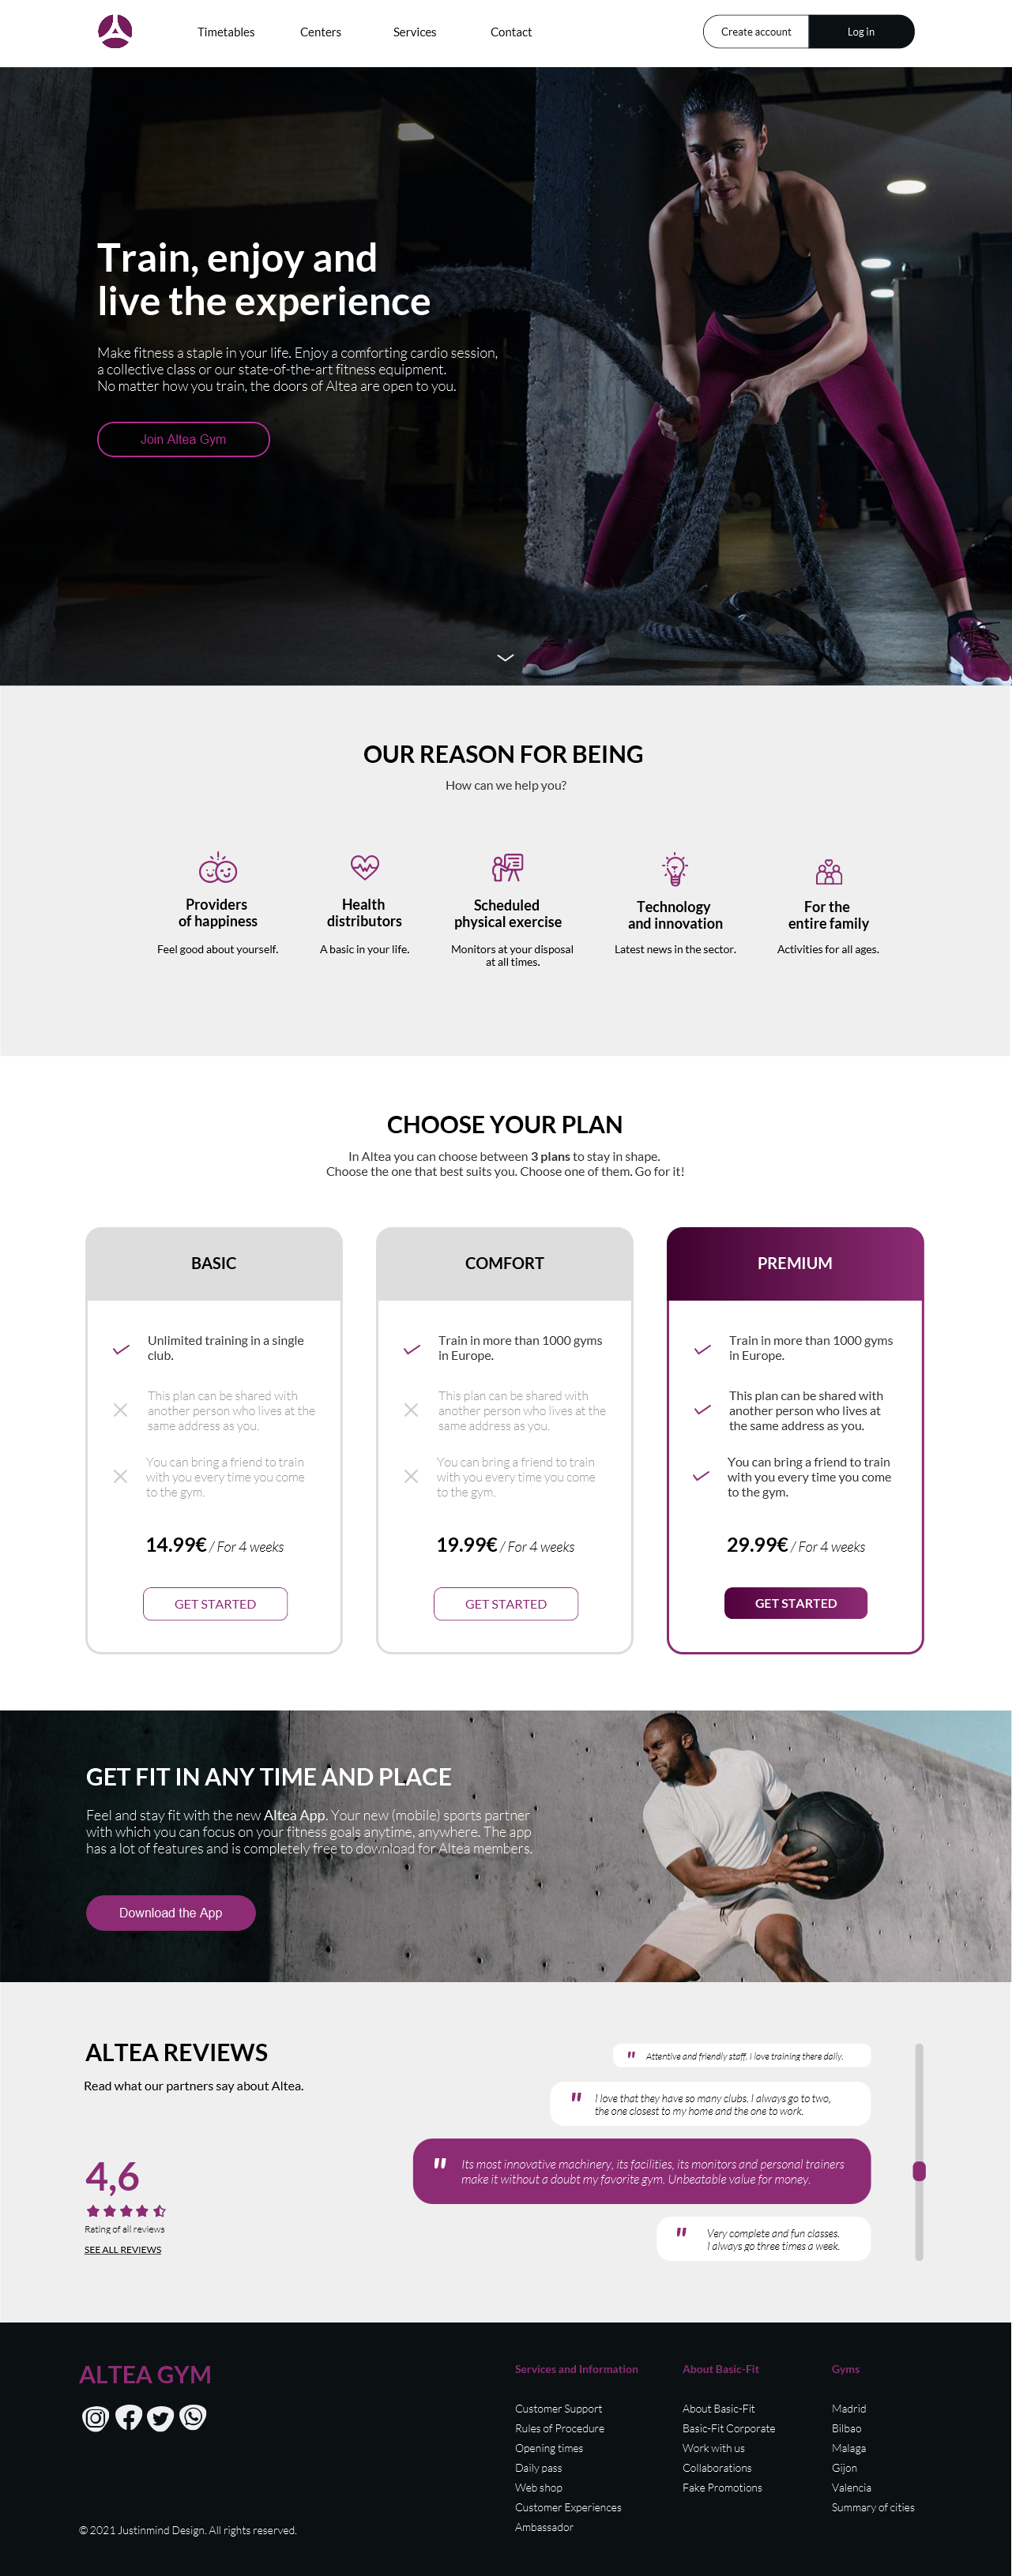 Timetables
Centers
Services
Contact
Create account
Log in
Train, enjoy and
live the experience
Make fitness a staple in your life. Enjoy a comforting cardio session,
a collective class or our state-of-the-art fitness equipment.
No matter how you train, the doors of Altea are open to you.
Join Altea Gym
OUR REASON FOR BEING
How can we help you?
Providers
of happiness
Feel good about yourself.
Health
distributors
A basic in your life.
Scheduled
physical exercise
Monitors at your disposal
at all times.
Technology
and innovation
Latest news in the sector.
For the
entire family
Activities for all ages.
CHOOSE YOUR PLAN
In Altea you can choose between 3 plans to stay in shape.
Choose the one that best suits you. Choose one of them. Go for it!
BASIC
Unlimited training in a single
club.
This plan can be shared with
another person who lives at the
same address as you.
You can bring a friend to train
with you every time you come
to the gym.
14.99€ / For 4 weeks
GET STARTED
COMFORT
Train in more than 1000 gyms
in Europe.
This plan can be shared with
another person who lives at the
same address as you.
You can bring a friend to train
with you every time you come
to the gym.
19.99€ / For 4 weeks
GET STARTED
PREMIUM
Train in more than 1000 gyms
in Europe.
This plan can be shared with
another person who lives at
the same address as you.
You can bring a friend to train
with you every time you come
to the gym.
29.99€ / For 4 weeks
GET STARTED
GET FIT IN ANY TIME AND PLACE
Feel and stay fit with the new Altea App. Your new (mobile) sports partner
with which you can focus on your fitness goals anytime, anywhere. The app
has a lot of features and is completely free to download for Altea members.
Download the App
ALTEA REVIEWS
Read what our partners say about Altea.
4,6
Rating of all reviews
SEE ALL REVIEWS
" Attentive and friendly staff. I love training there daily.
" I love that they have so many clubs. I always go to two,
the one closest to my home and the one to work.
" Its most innovative machinery, its facilities, its monitors and personal trainers
make it without a doubt my favorite gym. Unbeatable value for money.
" Very complete and fun classes.
I always go three times a week.
ALTEA GYM
© 2021 Justinmind Design. All rights reserved.
Services and Information
Customer Support
Rules of Procedure
Opening times
Daily pass
Web shop
Customer Experiences
Ambassador
About Basic-Fit
About Basic-Fit
Basic-Fit Corporate
Work with us
Collaborations
Fake Promotions
Gyms
Madrid
Bilbao
Malaga
Gijon
Valencia
Summary of cities